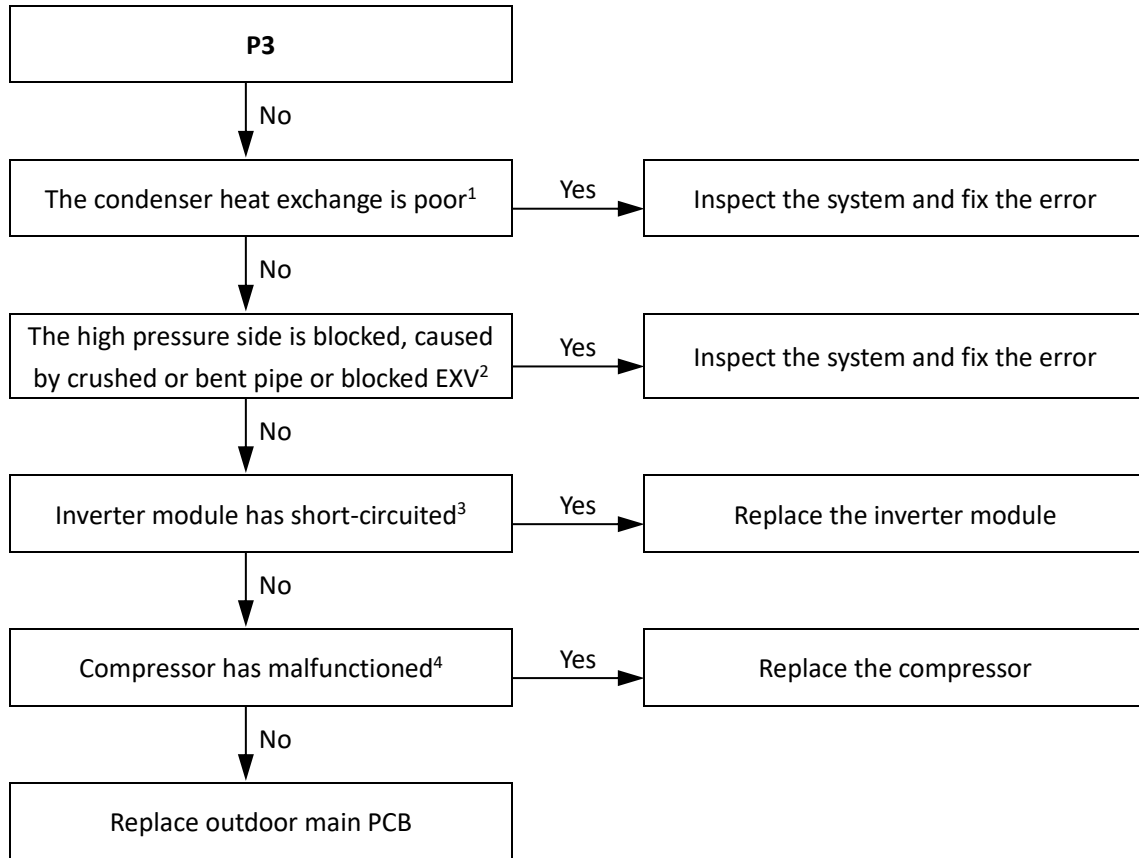 P3
No
The condenser heat exchange is poor¹
Yes
Inspect the system and fix the error
No
The high pressure side is blocked, caused
by crushed or bent pipe or blocked EXV²
Yes
Inspect the system and fix the error
No
Inverter module has short-circuited³
Yes
Replace the inverter module
No
Compressor has malfunctioned⁴
Yes
Replace the compressor
No
Replace outdoor main PCB